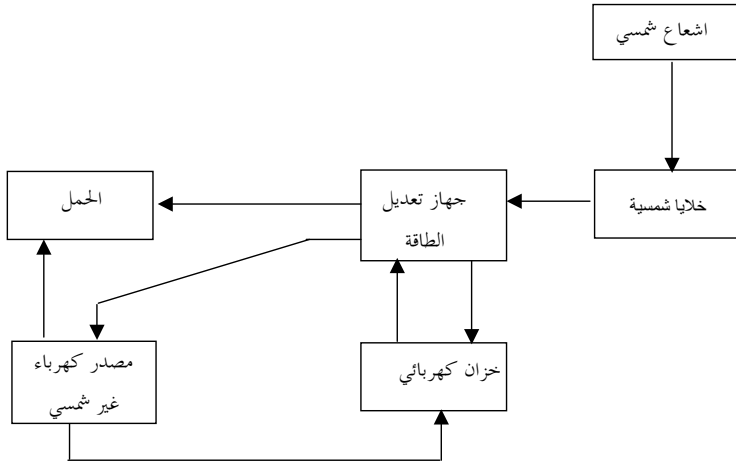 اشعاع شمسي
خلايا شمسية
جهاز تعديل
الطاقة
الحمل
خزان كهربائي
مصدر كهرباء
غير شمسي